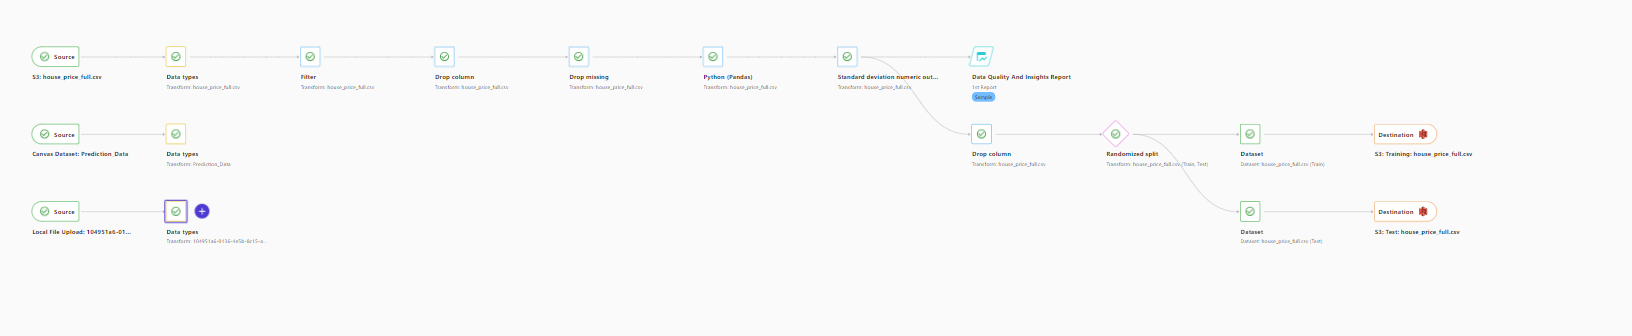 Source
S3: house_price_full.csv
Data types
Transform: house_price_full.csv
Filter
Transform: house_price_full.csv
Drop column
Transform: house_price_full.csv
Drop missing
Transform: house_price_full.csv
Python (Pandas)
Transform: house_price_full.csv
Standard deviation numeric out...
Transform: house_price_full.csv
Data Quality And Insights Report
1st Report
Sample
Source
Canvas Dataset: Prediction_Data
Data types
Transform: Prediction_Data
Drop column
Transform: house_price_full.csv
Randomized split
Transform: house_price_full.csv (Train, Test)
Dataset
Dataset: house_price_full.csv (Train)
Destination
S3: Training: house_price_full.csv
Source
Local File Upload: 104951a6-01...
Data types
Transform: 104951a6-0136-4e5b-8c15-a...
Dataset
Dataset: house_price_full.csv (Test)
Destination
S3: Test: house_price_full.csv